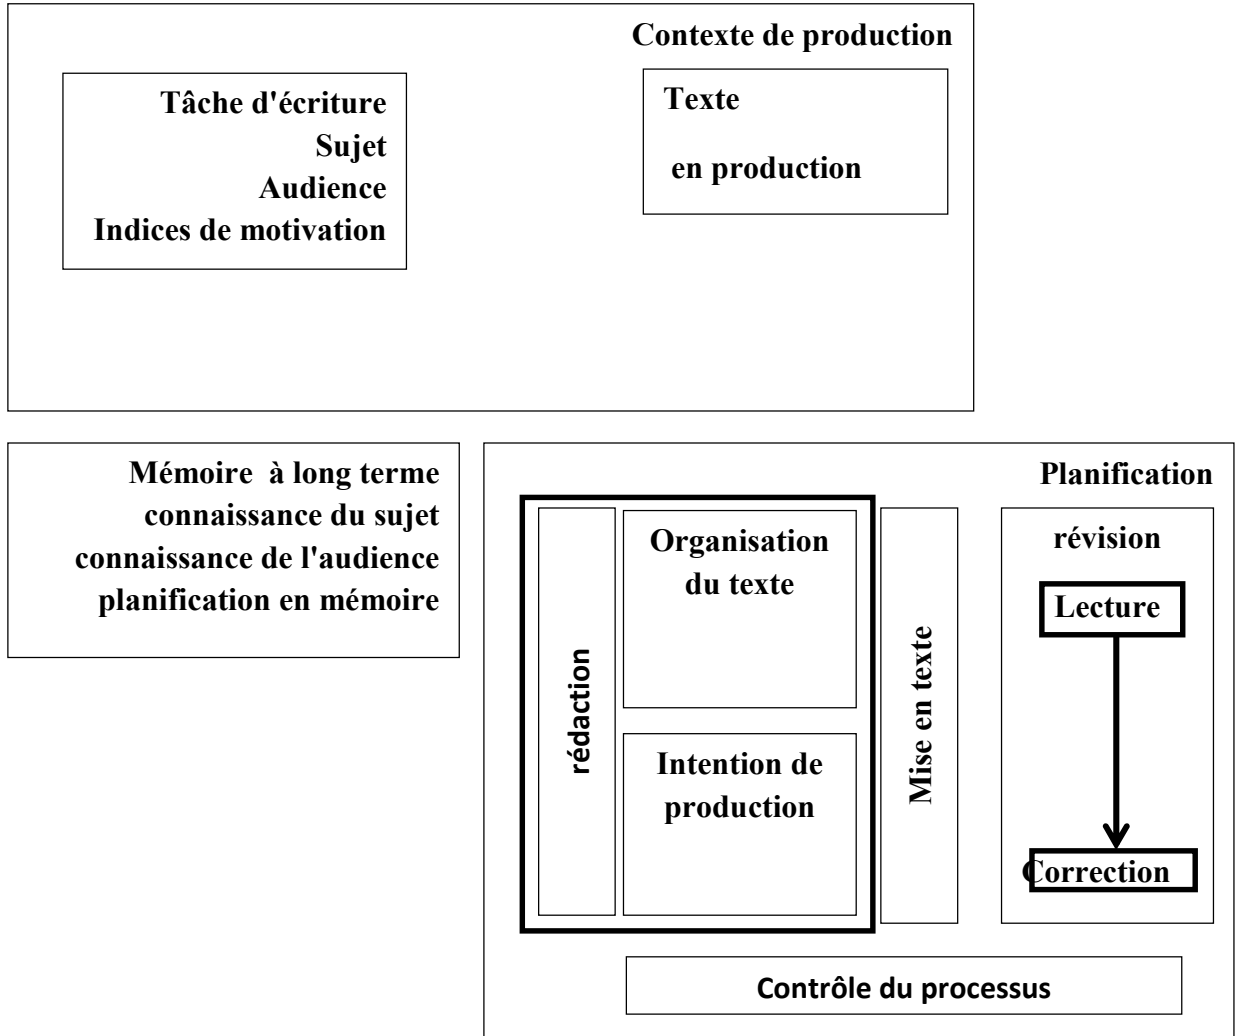 Contexte de production
Tâche d'écriture
Sujet
Audience
Indices de motivation
Texte
en production
Mémoire à long terme
connaissance du sujet
connaissance de l'audience
planification en mémoire
Planification
rédaction
Organisation
du texte
Intention de
production
Mise en texte
révision
Lecture
Correction
Contrôle du processus